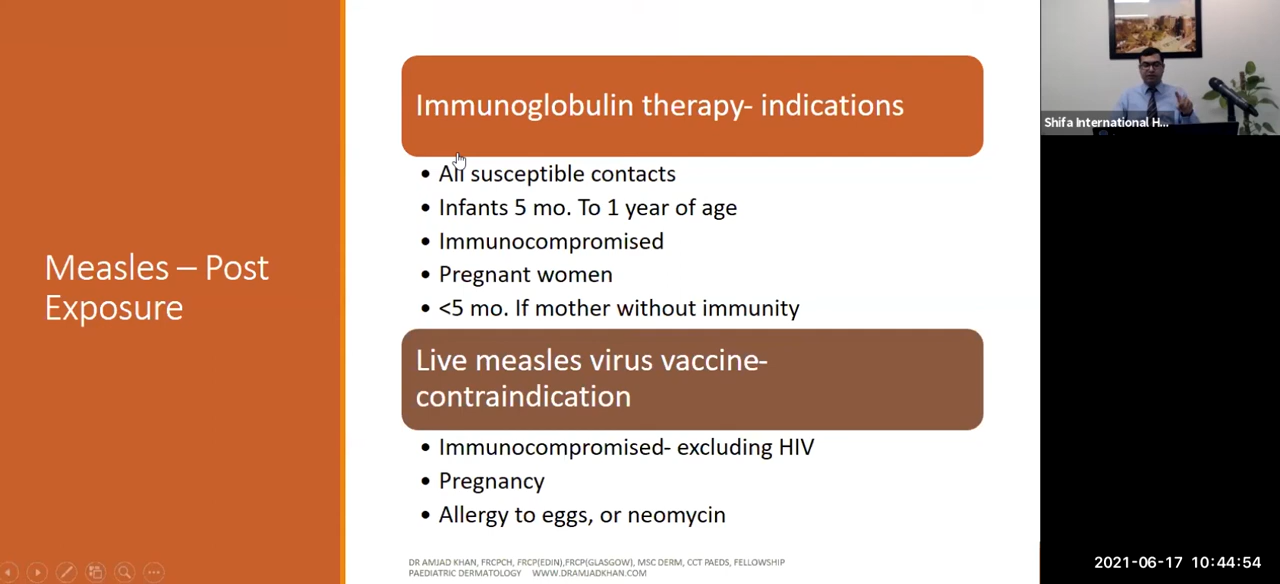 Measles – Post
Exposure
Immunoglobulin therapy- indications
• All susceptible contacts
• Infants 5 mo. To 1 year of age
• Immunocompromised
• Pregnant women
• <5 mo. If mother without immunity
Live measles virus vaccine-
contraindication
• Immunocompromised- excluding HIV
• Pregnancy
• Allergy to eggs, or neomycin
DR AMJAD KHAN, FRCPCH, FRCP(EDIN),FRCP(GLASGOW), MSC DERM, CCT PAEDS, FELLOWSHIP
PAEDIATRIC DERMATOLOGY WWW.DRAMJADKHAN.COM
Shifa International H...
2021-06-17 10:44:54